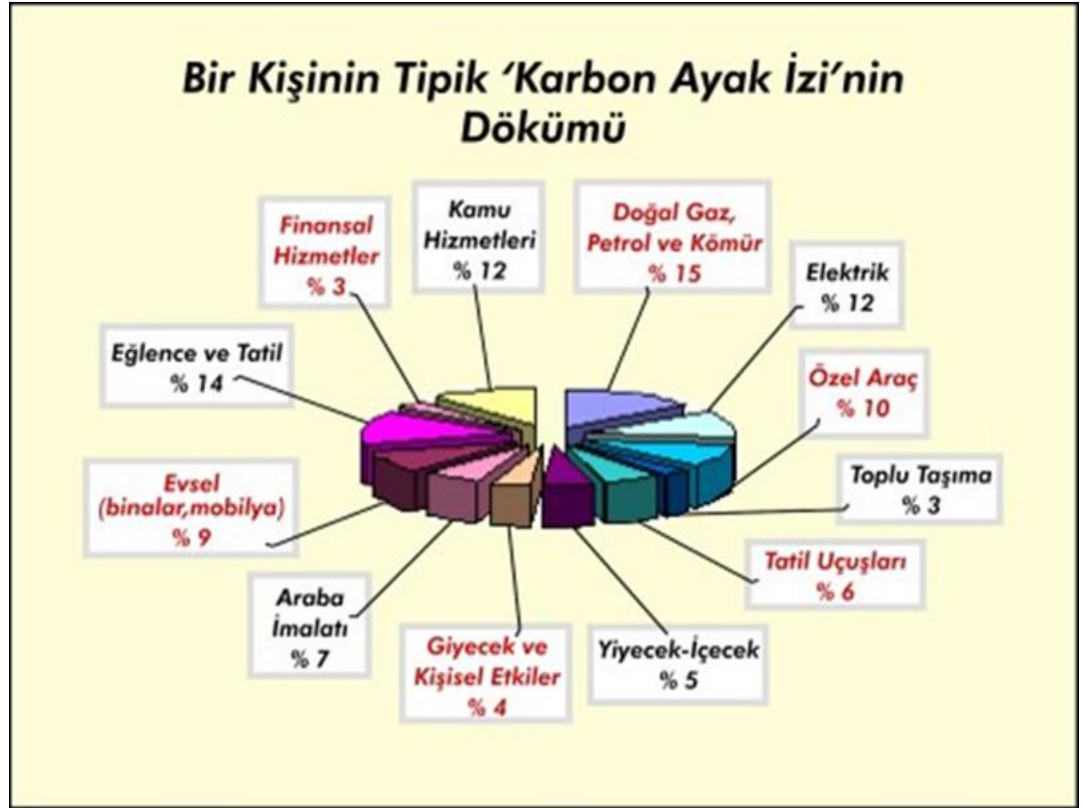 Bir Kişinin Tipik ‘Karbon Ayak İzi’nin
Dökümü
Finansal
Hizmetler
% 3
Kamu
Hizmetleri
% 12
Doğal Gaz,
Petrol ve Kömür
% 15
Elektrik
% 12
Eğlence ve Tatil
% 14
Özel Araç
% 10
Evsel
(binalar,mobilya)
% 9
Toplu Taşıma
% 3
Tatil Uçuşları
% 6
Araba
İmalatı
% 7
Giyecek ve
Kişisel Etkiler
% 4
Yiyecek-İçecek
% 5